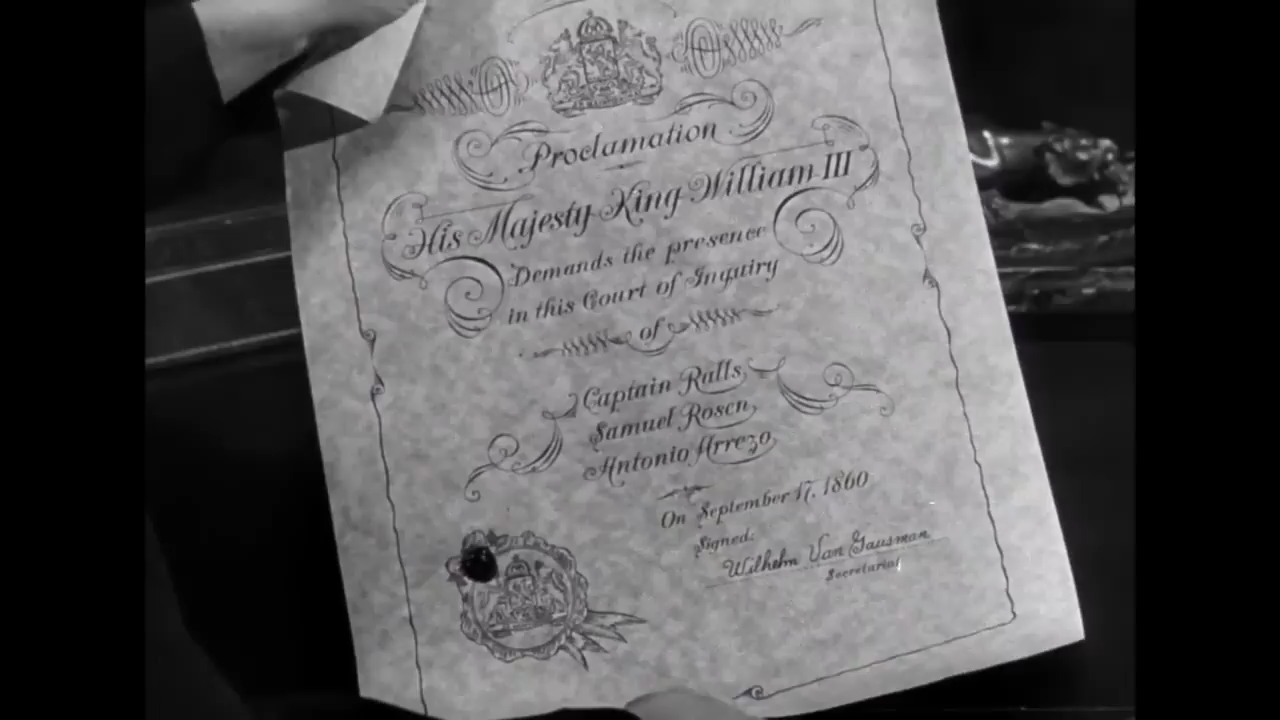 Proclamation
His Majesty King William III
Demands the presence
in this Court of Inquiry
of
Captain Ralls,
Samuel Rosen,
Antonio Arrezo
On September 17, 1860
Signed:
Wilhelm Van Gausman
Secretariat